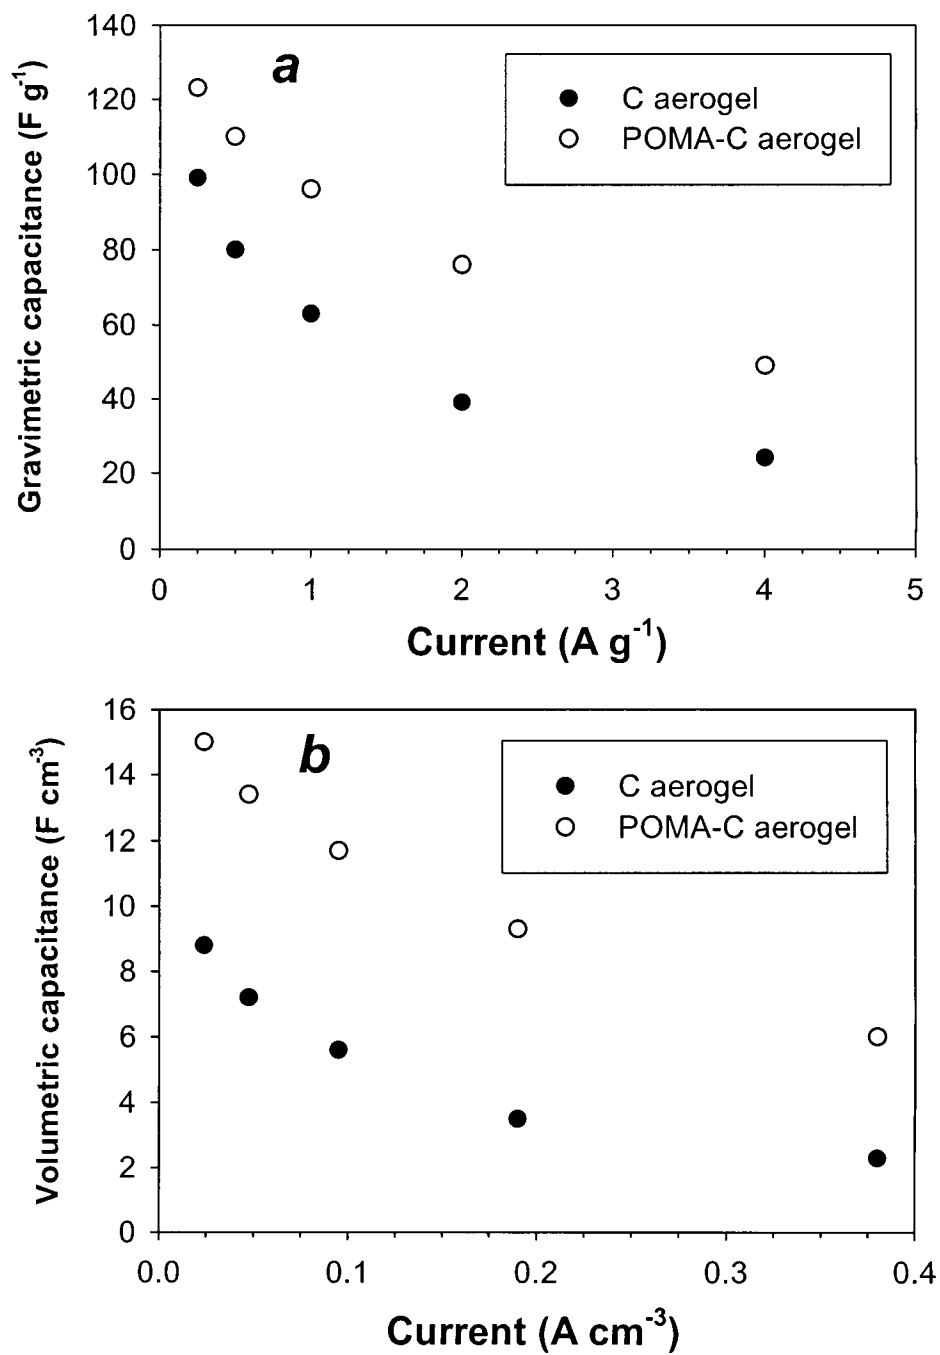 a
C aerogel
POMA-C aerogel
Gravimetric capacitance (F g⁻¹)
140
120
100
80
60
40
20
0
0 1 2 3 4 5
Current (A g⁻¹)
b
C aerogel
POMA-C aerogel
Volumetric capacitance (F cm⁻³)
16
14
12
10
8
6
4
2
0
0.0 0.1 0.2 0.3 0.4
Current (A cm⁻³)